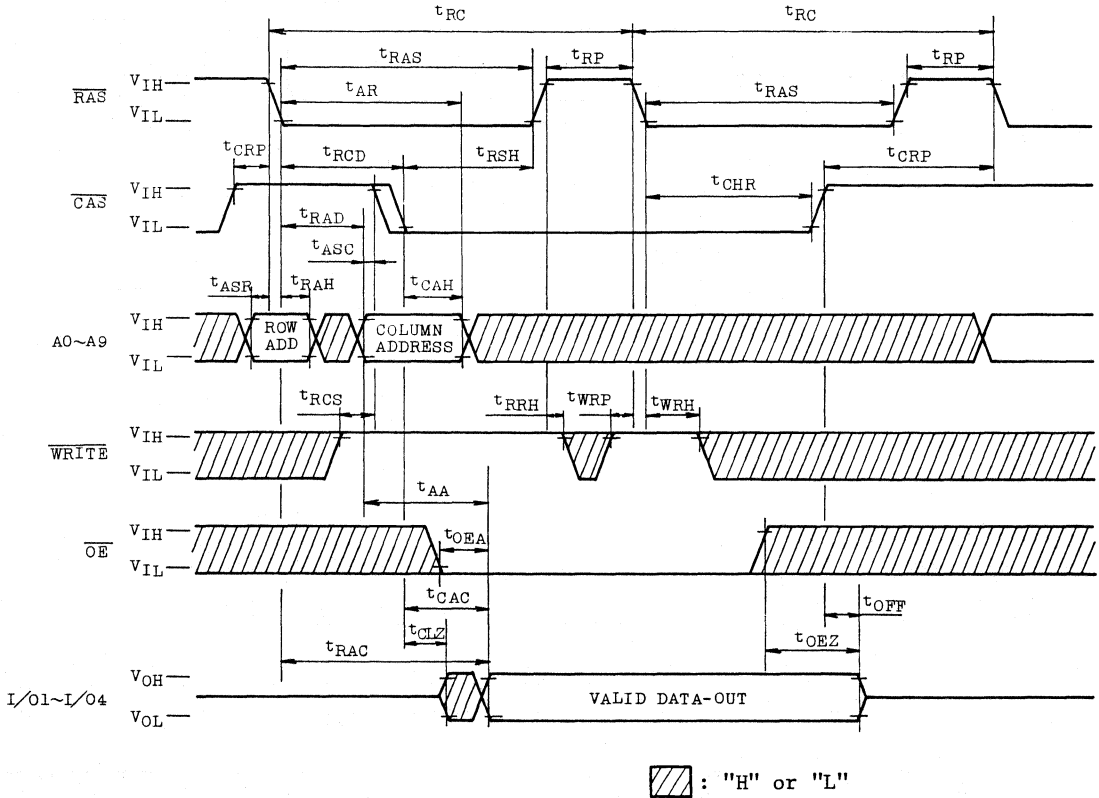 tRC tRC
tRAS tRP tRP
RAS VIH tAR tRAS
VIL
tCRP tRCD tRSH tCRP
CAS VIH tCHR
VIL tRAD
tASC
tASR tRAH tCAH
A0~A9 VIH ROW ADD COLUMN ADDRESS
VIL
tRCS tRRH tWRP tWRH
WRITE VIH
VIL
tAA
OE VIH tOEA
VIL
tCAC tOFF
tCLZ tOEZ
tRAC
I/O1~I/O4 VOH VALID DATA-OUT
VOL
: "H" or "L"